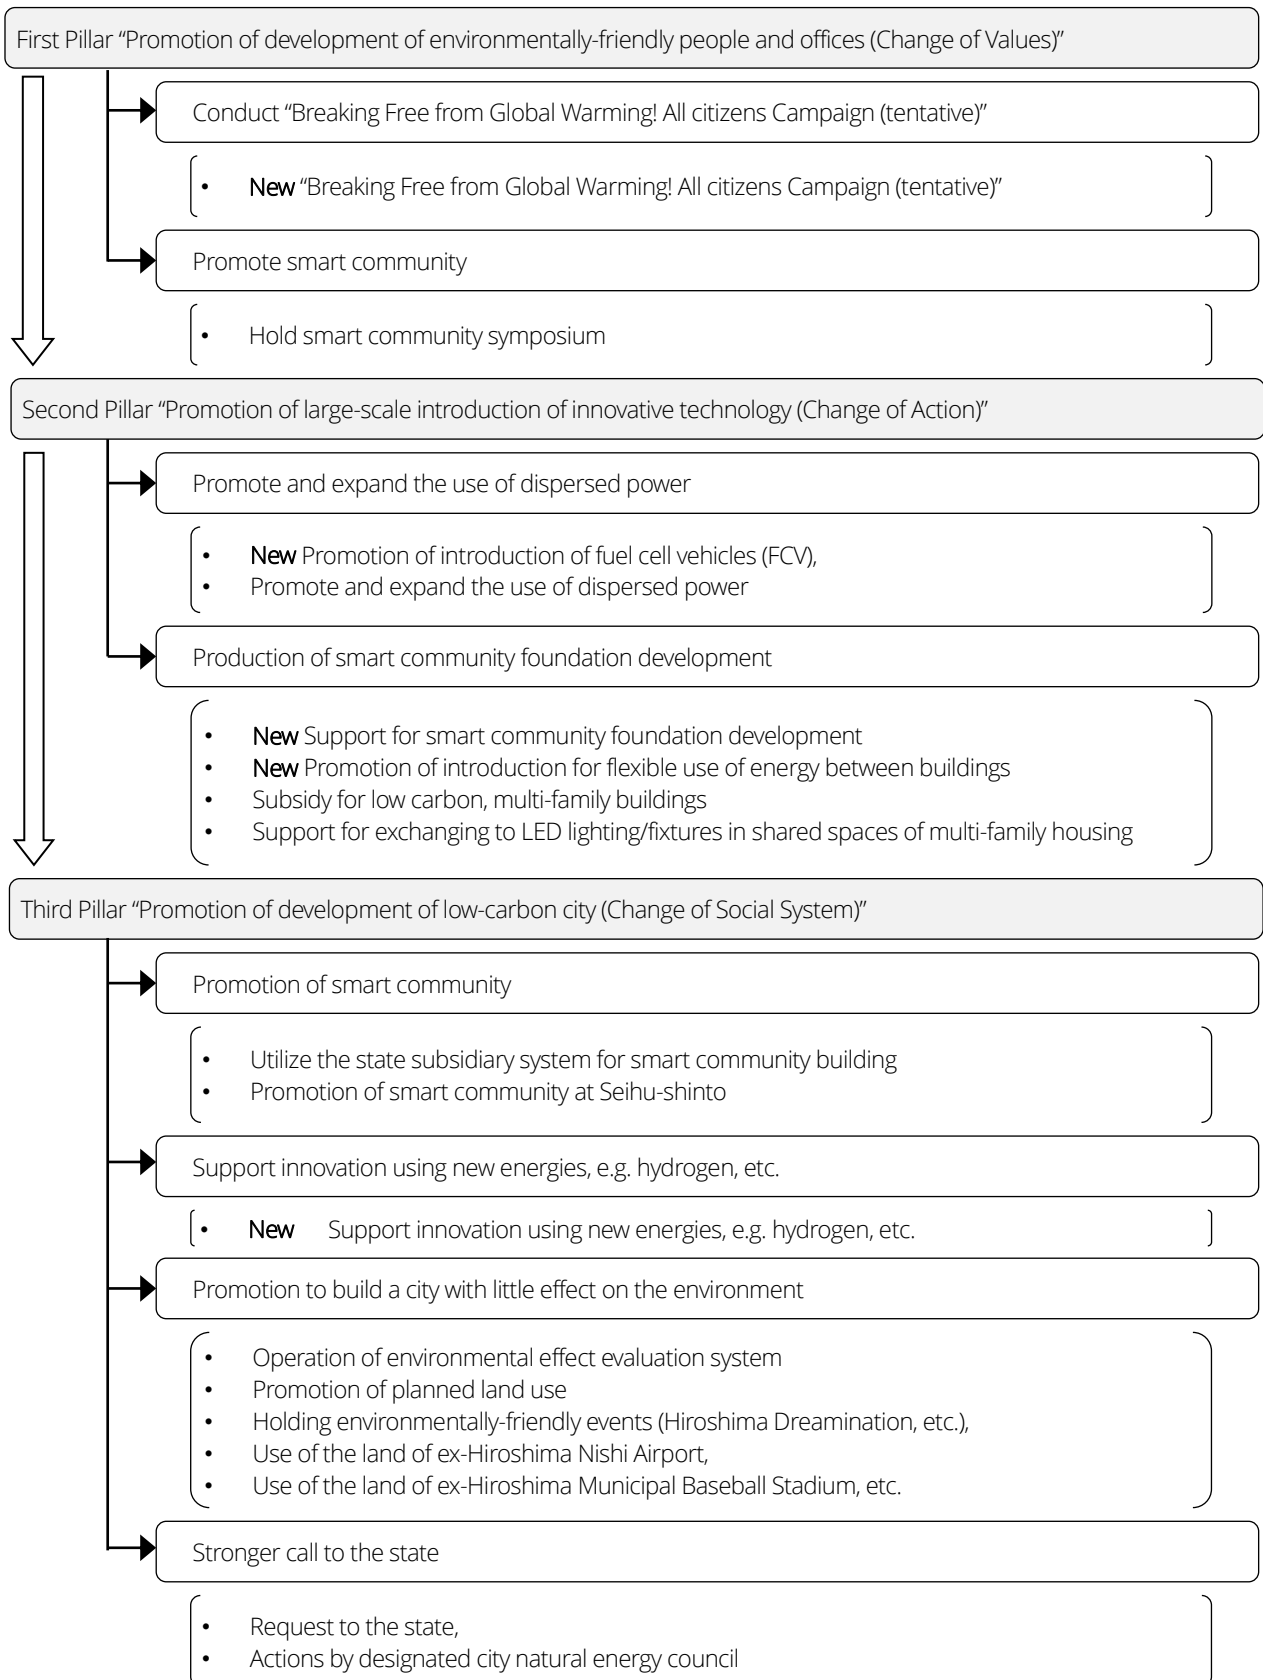 First Pillar “Promotion of development of environmentally-friendly people and offices (Change of Values)”
Conduct “Breaking Free from Global Warming! All citizens Campaign (tentative)”
• New “Breaking Free from Global Warming! All citizens Campaign (tentative)”
Promote smart community
• Hold smart community symposium
Second Pillar “Promotion of large-scale introduction of innovative technology (Change of Action)”
Promote and expand the use of dispersed power
• New Promotion of introduction of fuel cell vehicles (FCV),
• Promote and expand the use of dispersed power
Production of smart community foundation development
• New Support for smart community foundation development
• New Promotion of introduction for flexible use of energy between buildings
• Subsidy for low carbon, multi-family buildings
• Support for exchanging to LED lighting/fixtures in shared spaces of multi-family housing
Third Pillar “Promotion of development of low-carbon city (Change of Social System)”
Promotion of smart community
• Utilize the state subsidiary system for smart community building
• Promotion of smart community at Seihu-shinto
Support innovation using new energies, e.g. hydrogen, etc.
• New Support innovation using new energies, e.g. hydrogen, etc.
Promotion to build a city with little effect on the environment
• Operation of environmental effect evaluation system
• Promotion of planned land use
• Holding environmentally-friendly events (Hiroshima Dreamination, etc.),
• Use of the land of ex-Hiroshima Nishi Airport,
• Use of the land of ex-Hiroshima Municipal Baseball Stadium, etc.
Stronger call to the state
• Request to the state,
• Actions by designated city natural energy council